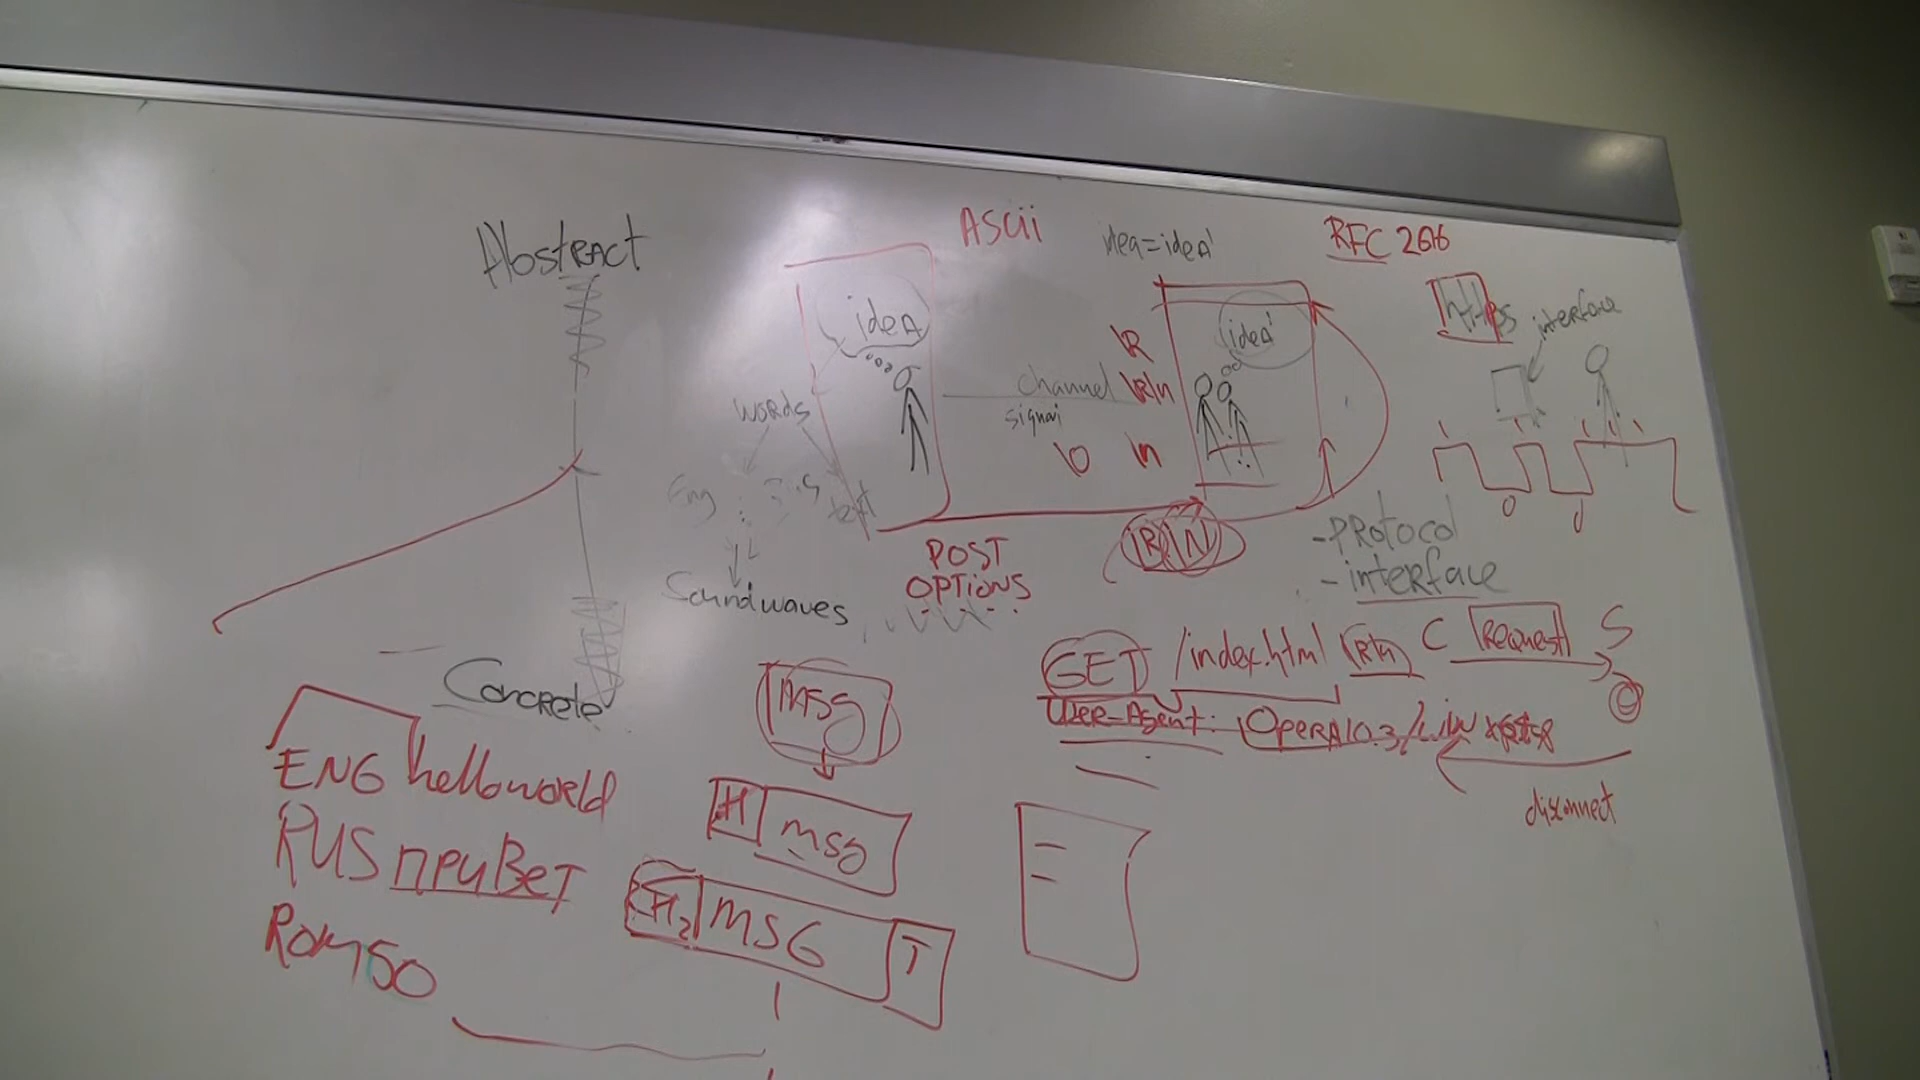 Abstract
ASCII
idea=idea'
RFC 2616
idea
idea'
https
interface
\R
channel
\R\n
words
signal
\0
\n
Eng
text
\R\N
- PROTOCOL
- interface
POST
OPTIONS
Soundwaves
GET /index.html \R\n
C Request S
Concrete
MSG
User-Agent: OPERA10.3/
disconnect
ENG helloworld
H msg
RUS ПРИВЕТ
H2 MSG T
ROM 50